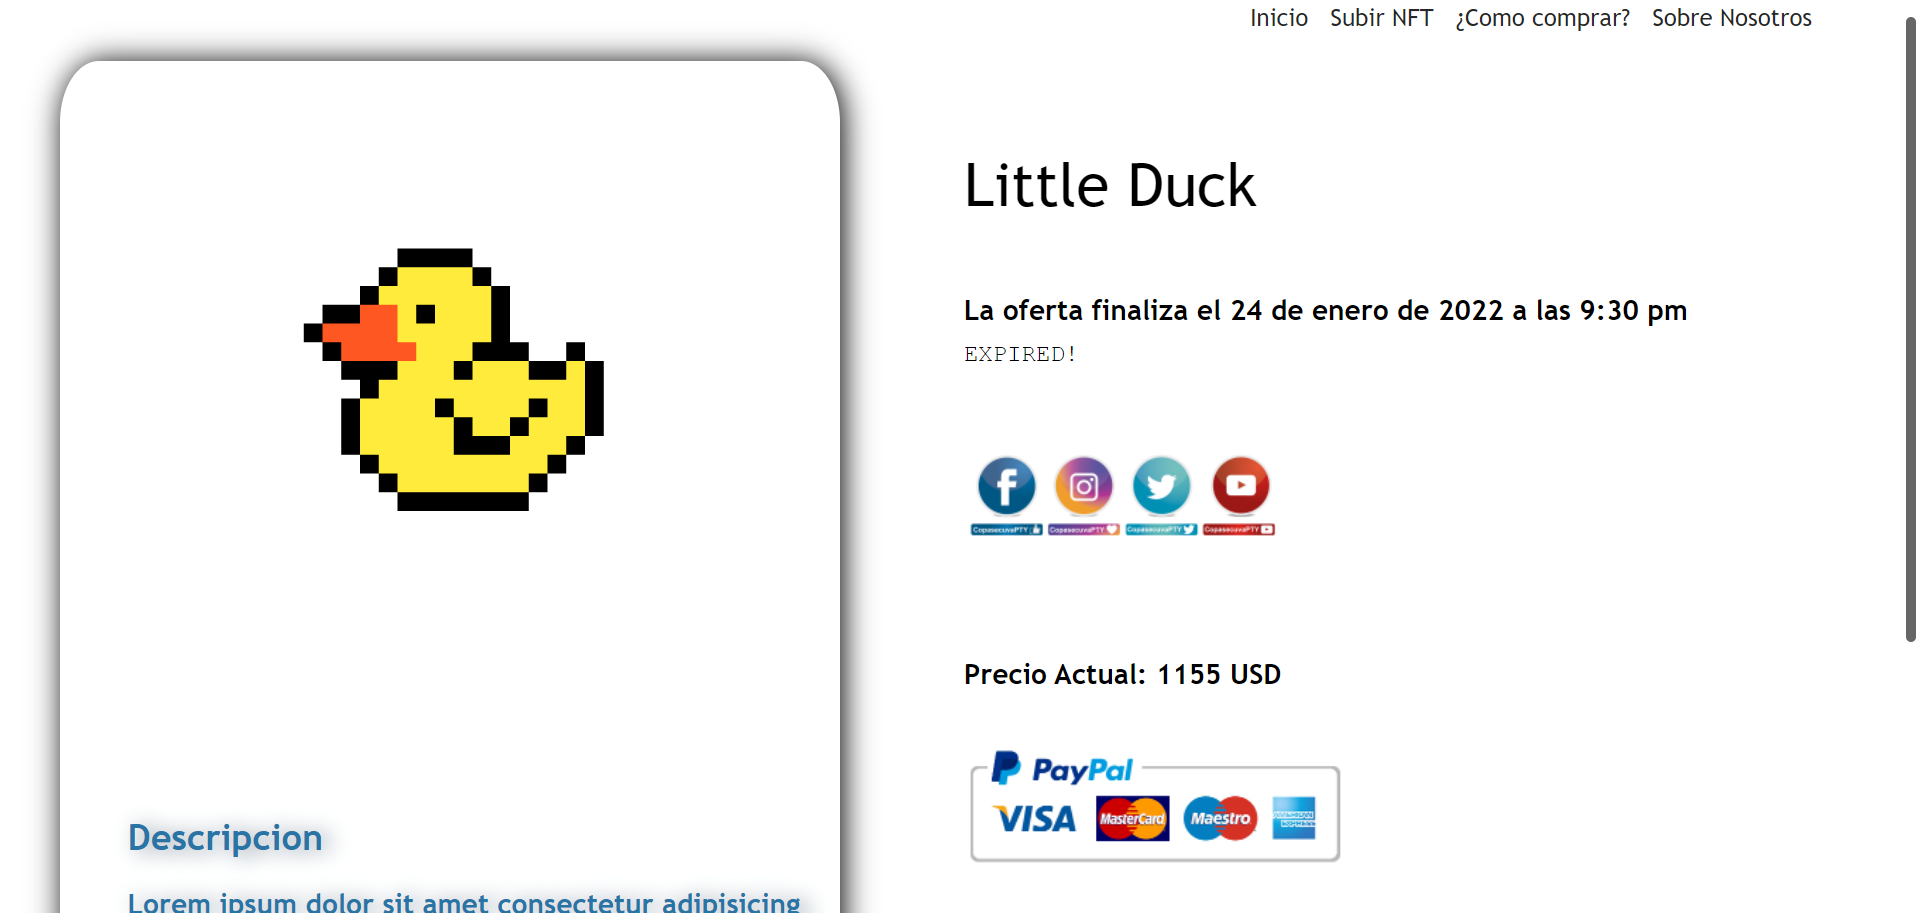 Inicio Subir NFT ¿Como comprar? Sobre Nosotros
Little Duck
La oferta finaliza el 24 de enero de 2022 a las 9:30 pm
EXPIRED!
CopasecuvaPTY CopasecuvaPTY CopasecuvaPTY CopasecuvaPTY
Precio Actual: 1155 USD
PayPal
VISA MasterCard Maestro AMERICAN EXPRESS
Descripcion
Lorem ipsum dolor sit amet consectetur adipisicing